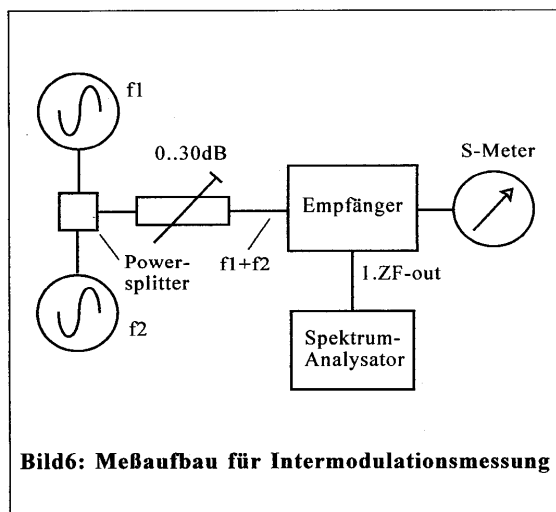 f1
0..30dB
S-Meter
Empfänger
Power-
splitter
f1+f2
1.ZF-out
f2
Spektrum-
Analysator
Bild6: Meßaufbau für Intermodulationsmessung